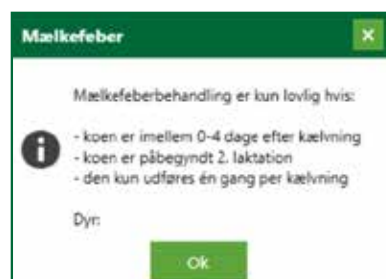 Mælkefeber
Mælkefeberbehandling er kun lovlig hvis:
- koen er imellem 0-4 dage efter kælvning
- koen er påbegyndt 2. laktation
- den kun udføres én gang per kælvning
Dyr:
Ok